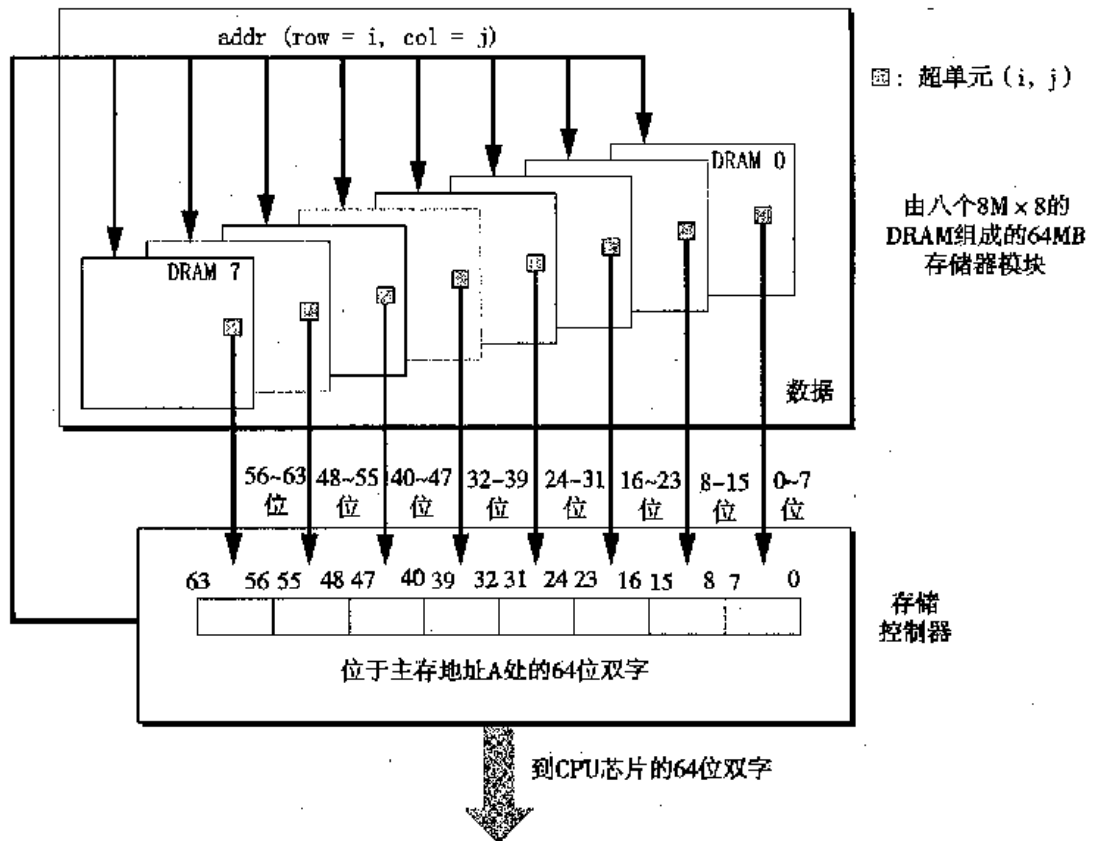 addr (row = i, col = j)
: 超单元 (i, j)
DRAM 0
由八个8M×8的
DRAM组成的64MB
存储器模块
DRAM 7
数据
56~63
位
48~55
位
40~47
位
32-39
位
24-31
位
16~23
位
8-15
位
0~7
位
63 56 55 48 47 40 39 32 31 24 23 16 15 8 7 0
存储
控制器
位于主存地址A处的64位双字
到CPU芯片的64位双字